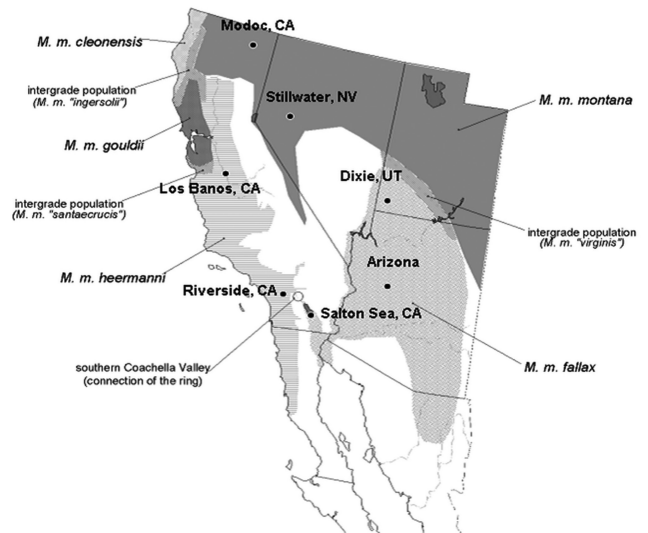 Modoc, CA
M. m. cleonensis
intergrade population
(M. m. "ingersolii")
Stillwater, NV
M. m. montana
M. m. gouldii
Dixie, UT
intergrade population
(M. m. "santaecrucis")
Los Banos, CA
intergrade population
(M. m. "virginis")
Arizona
M. m. heermanni
Riverside, CA
Salton Sea, CA
southern Coachella Valley
(connection of the ring)
M. m. fallax